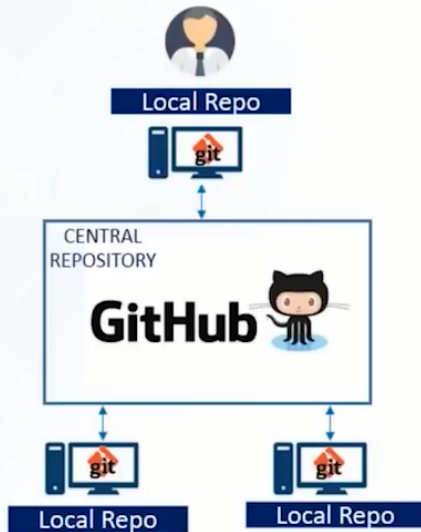 Local Repo
git
CENTRAL
REPOSITORY
GitHub
git
git
Local Repo
Local Repo